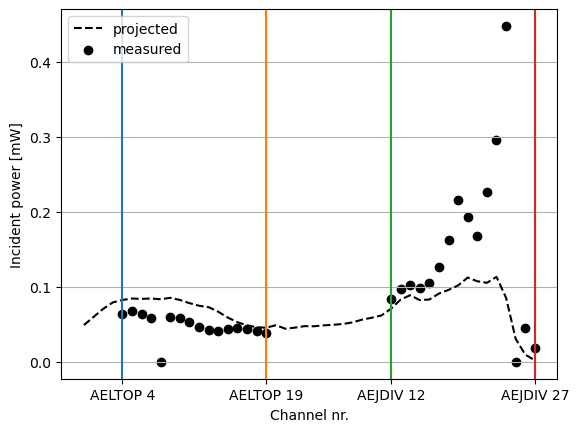 projected
measured
Incident power [mW]
0.4
0.3
0.2
0.1
0.0
AELTOP 4 AELTOP 19 AEJDIV 12 AEJDIV 27
Channel nr.